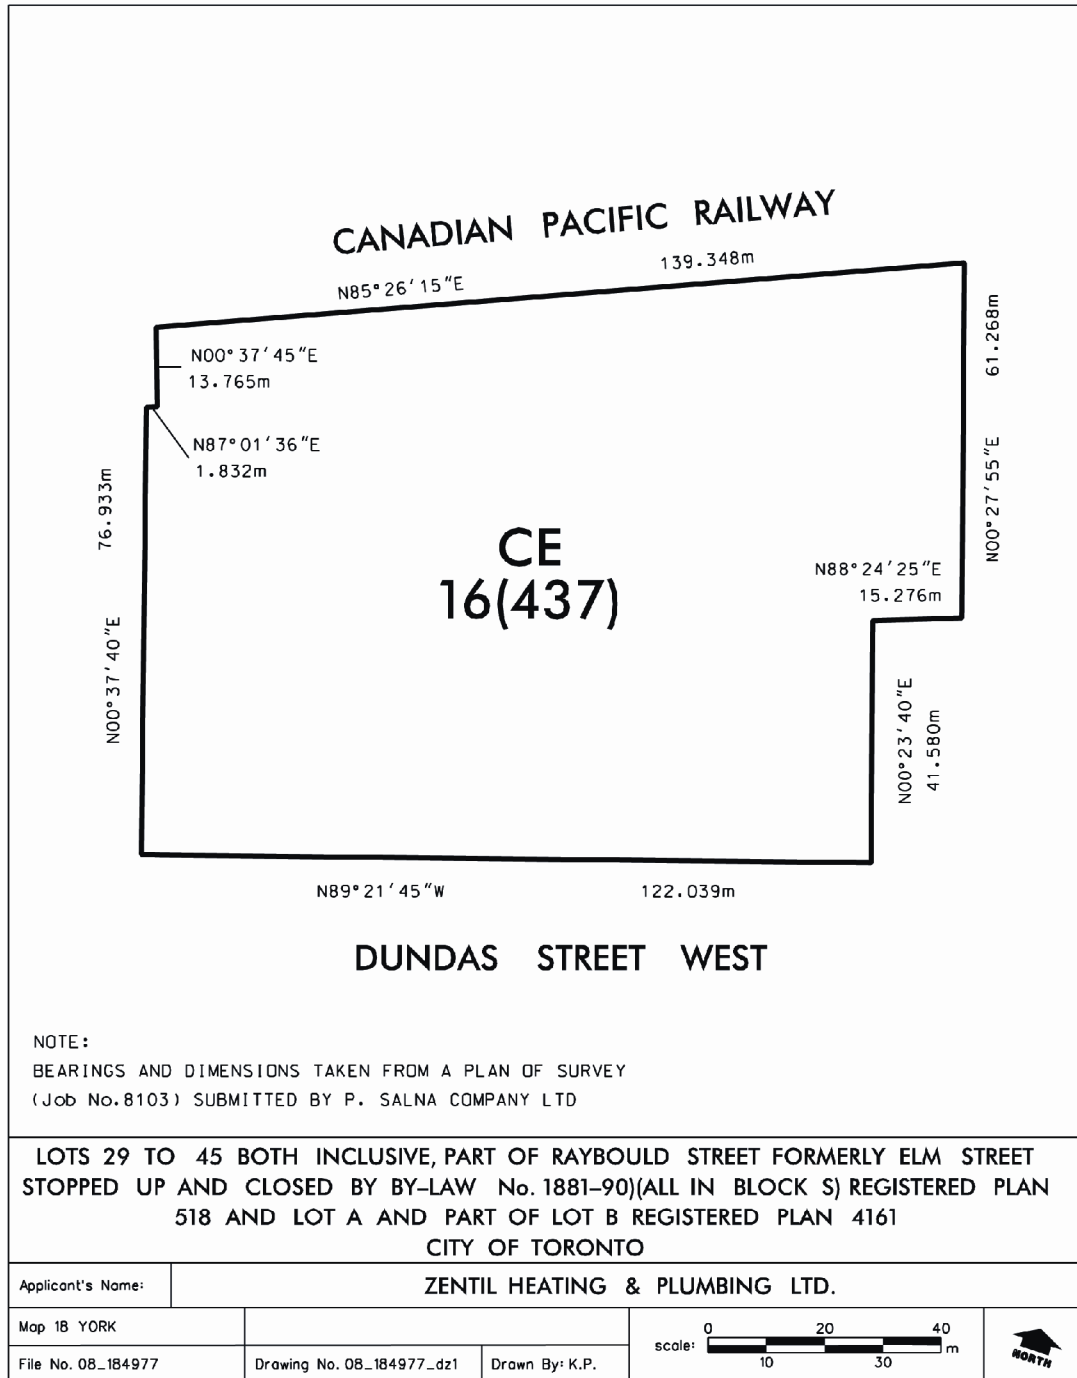 CANADIAN PACIFIC RAILWAY
N85°26'15"E
139.348m
N00°37'45"E
13.765m
N87°01'36"E
1.832m
76.933m
N00°37'40"E
61.268m
N00°27'55"E
CE
16(437)
N88°24'25"E
15.276m
N00°23'40"E
41.580m
N89°21'45"W
122.039m
DUNDAS STREET WEST
NOTE:
BEARINGS AND DIMENSIONS TAKEN FROM A PLAN OF SURVEY
(Job No.8103) SUBMITTED BY P. SALNA COMPANY LTD
LOTS 29 TO 45 BOTH INCLUSIVE, PART OF RAYBOULD STREET FORMERLY ELM STREET
STOPPED UP AND CLOSED BY BY-LAW No. 1881-90)(ALL IN BLOCK S) REGISTERED PLAN
518 AND LOT A AND PART OF LOT B REGISTERED PLAN 4161
CITY OF TORONTO
Applicant's Name:
ZENTIL HEATING & PLUMBING LTD.
Map 18 YORK
File No. 08_184977
Drawing No. 08_184977_dz1
Drawn By: K.P.
scale:
0 20 40
m
10 30
NORTH